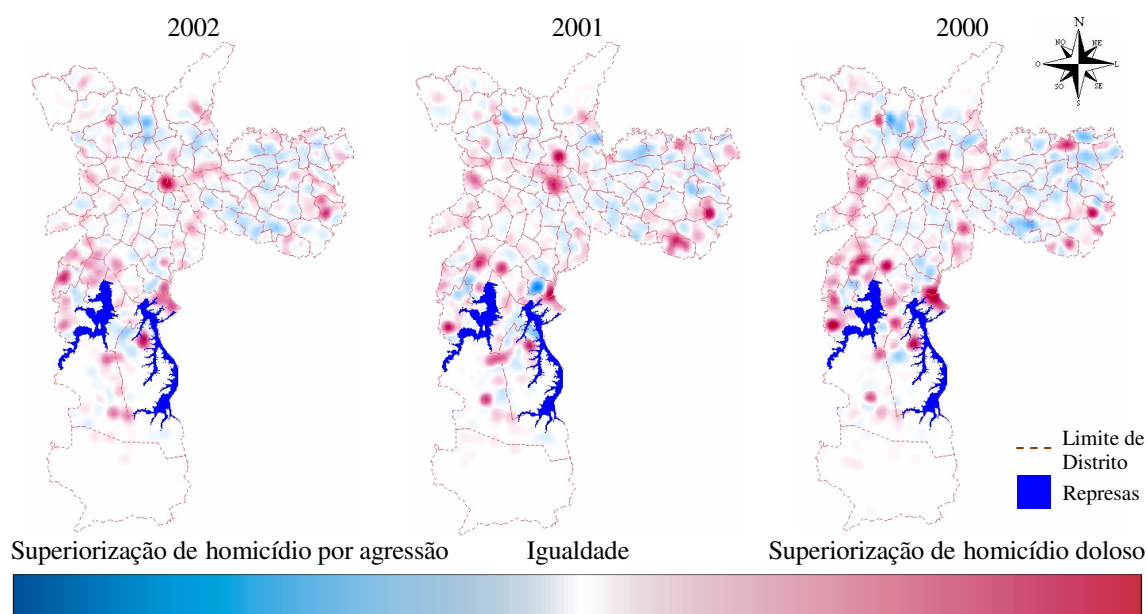 2002
2001
2000
N
NO
NE
O
L
SO
SE
S
Limite de
Distrito
Represas
Superiorização de homicídio por agressão
Igualdade
Superiorização de homicídio doloso